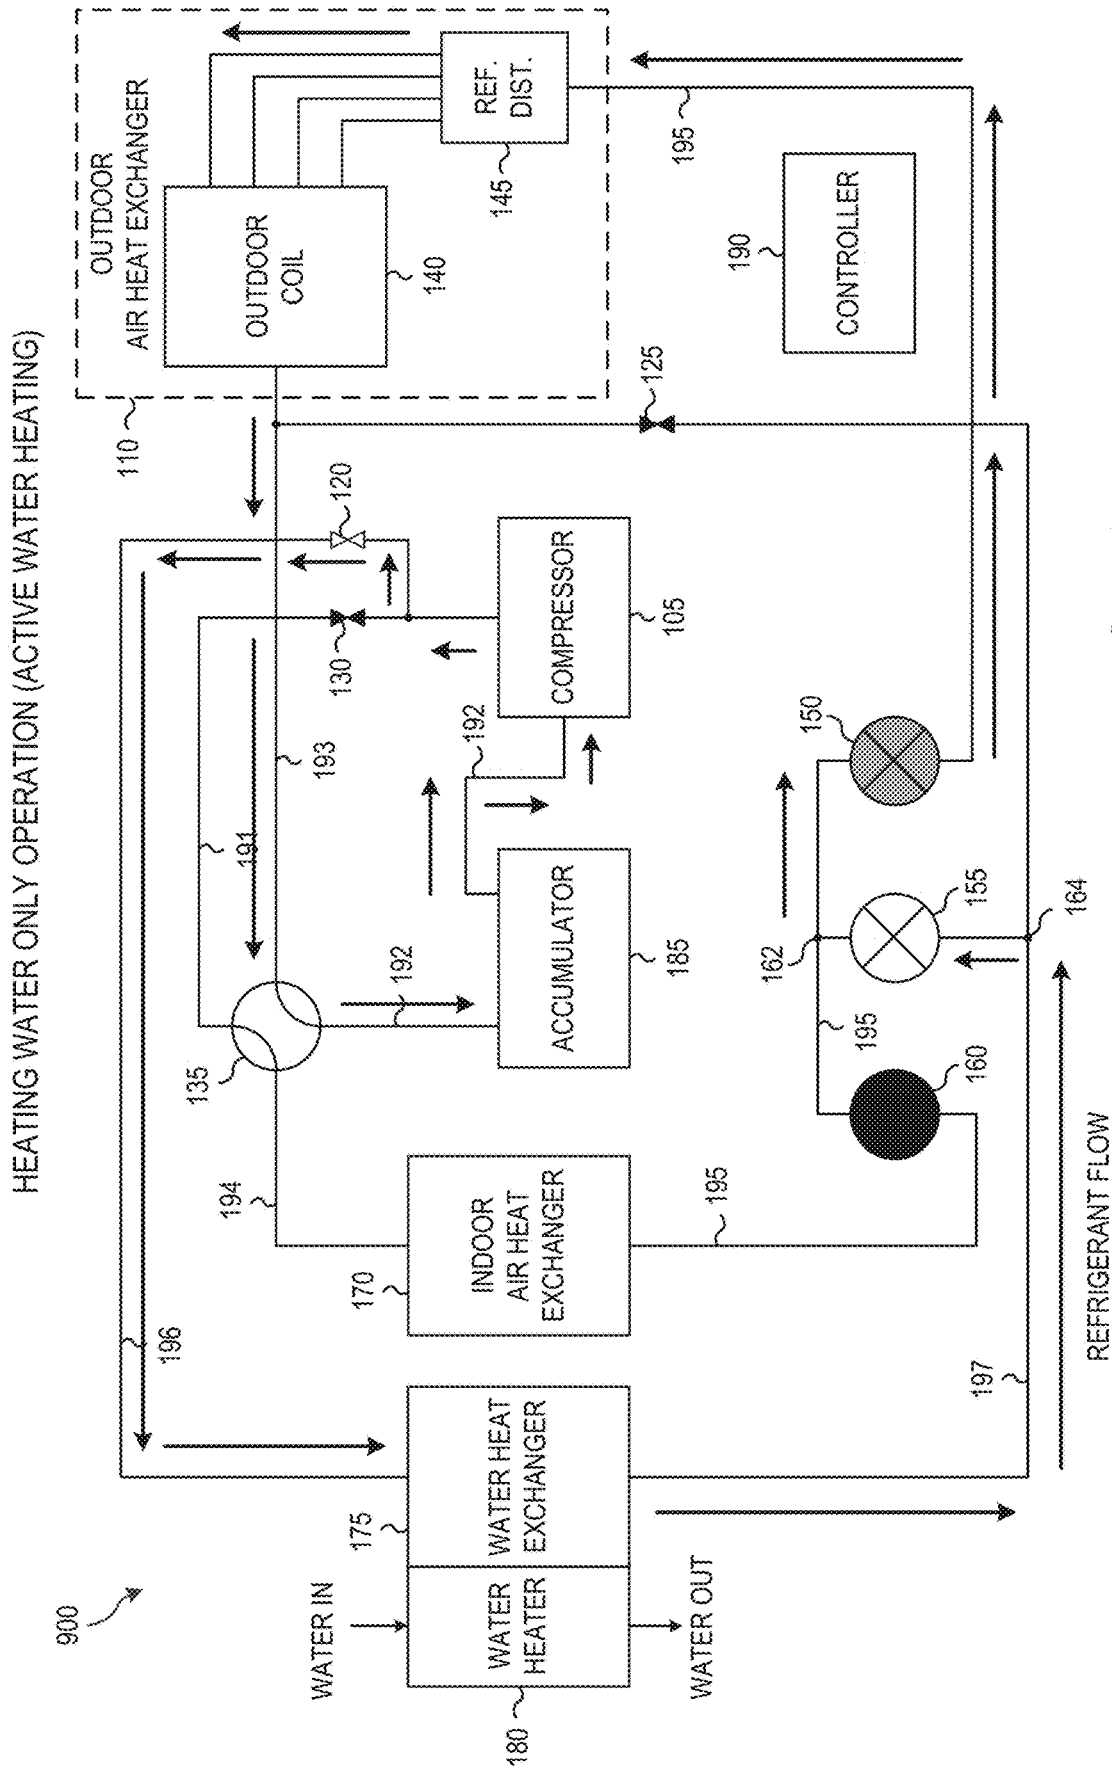 HEATING WATER ONLY OPERATION (ACTIVE WATER HEATING)
900
WATER IN
WATER HEATER
180
WATER OUT
WATER HEAT EXCHANGER
175
196
197
REFRIGERANT FLOW
INDOOR AIR HEAT EXCHANGER
170
194
195
135
191
193
192
ACCUMULATOR
185
192
COMPRESSOR
105
130
120
110
OUTDOOR AIR HEAT EXCHANGER
OUTDOOR COIL
140
REF. DIST.
145
195
125
CONTROLLER
190
150
155
160
162
164
195